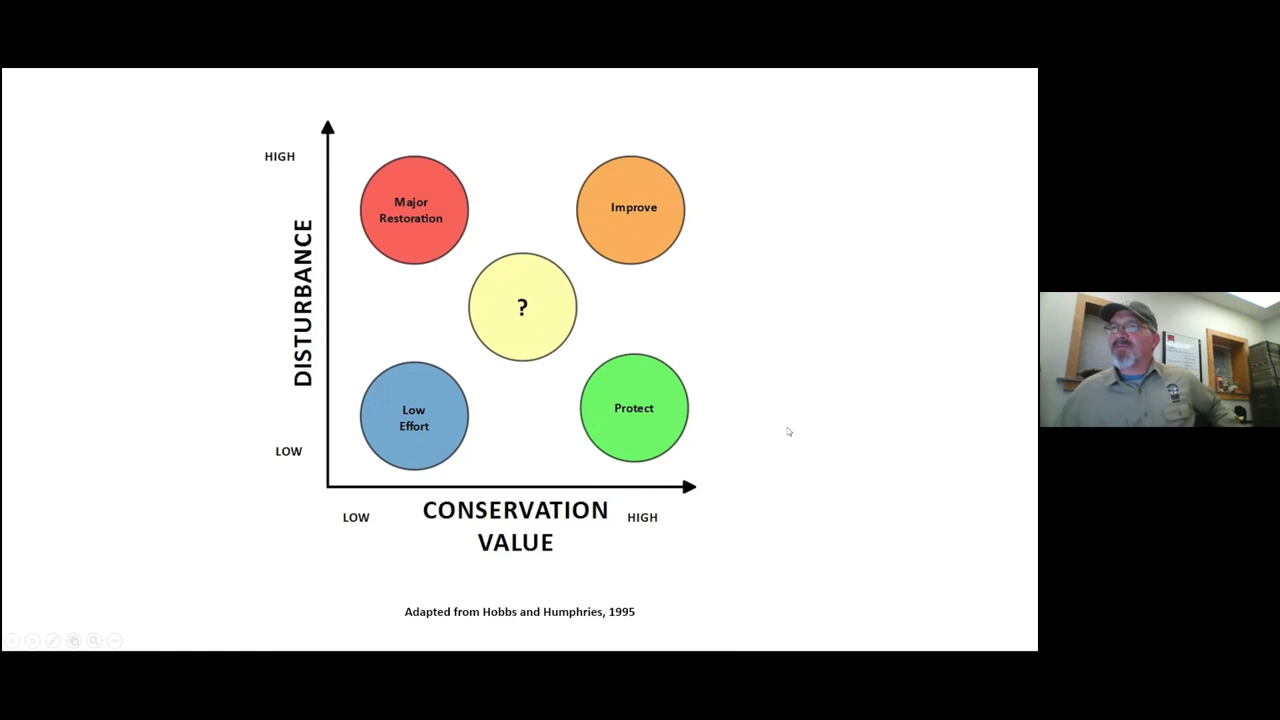 HIGH
Major
Restoration
Improve
DISTURBANCE
?
Low
Effort
Protect
LOW
LOW
CONSERVATION
VALUE
HIGH
Adapted from Hobbs and Humphries, 1995